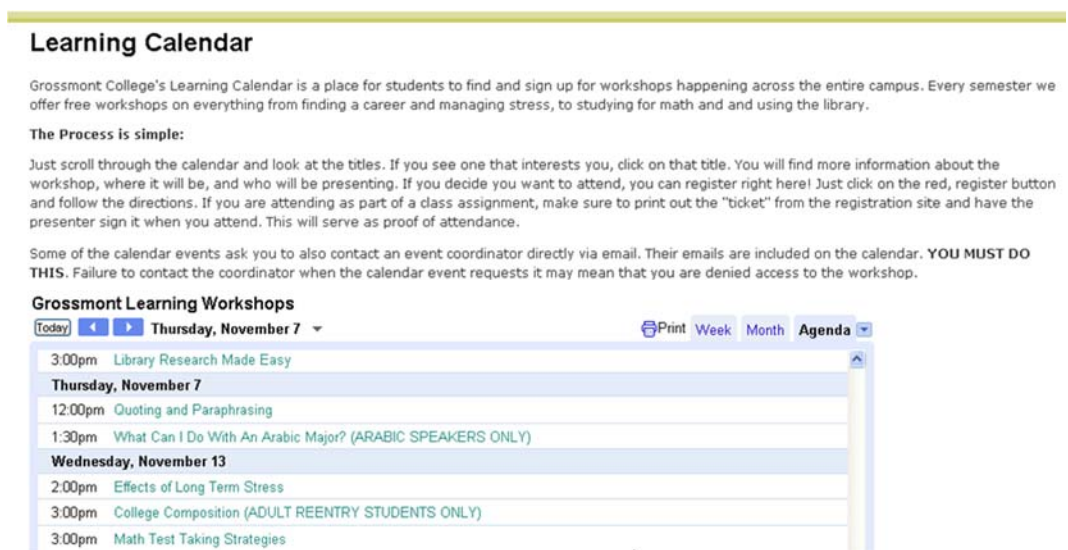 Learning Calendar
Grossmont College's Learning Calendar is a place for students to find and sign up for workshops happening across the entire campus. Every semester we
offer free workshops on everything from finding a career and managing stress, to studying for math and and using the library.
The Process is simple:
Just scroll through the calendar and look at the titles. If you see one that interests you, click on that title. You will find more information about the
workshop, where it will be, and who will be presenting. If you decide you want to attend, you can register right here! Just click on the red, register button
and follow the directions. If you are attending as part of a class assignment, make sure to print out the "ticket" from the registration site and have the
presenter sign it when you attend. This will serve as proof of attendance.
Some of the calendar events ask you to also contact an event coordinator directly via email. Their emails are included on the calendar. YOU MUST DO
THIS. Failure to contact the coordinator when the calendar event requests it may mean that you are denied access to the workshop.
Grossmont Learning Workshops
Today Thursday, November 7 Print Week Month Agenda
3:00pm Library Research Made Easy
Thursday, November 7
12:00pm Quoting and Paraphrasing
1:30pm What Can I Do With An Arabic Major? (ARABIC SPEAKERS ONLY)
Wednesday, November 13
2:00pm Effects of Long Term Stress
3:00pm College Composition (ADULT REENTRY STUDENTS ONLY)
3:00pm Math Test Taking Strategies